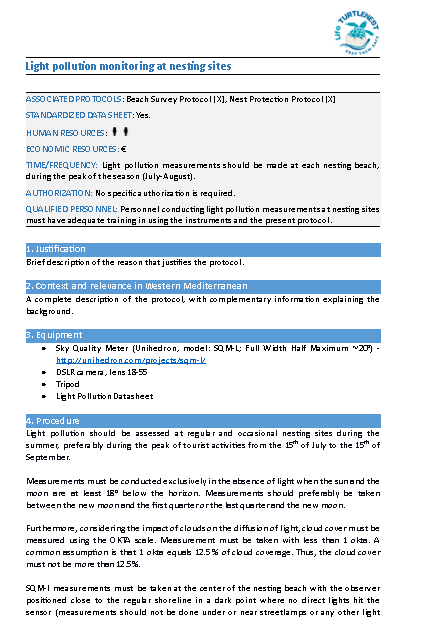 Life TURTLENEST
KEEP THEM SAFE
Light pollution monitoring at nesting sites
ASSOCIATED PROTOCOLS: Beach Survey Protocol [X], Nest Protection Protocol [X]
STANDARDIZED DATASHEET: Yes.
HUMAN RESOURCES:
ECONOMIC RESOURCES: €
TIME/FREQUENCY: Light pollution measurements should be made at each nesting beach,
during the peak of the season (July-August).
AUTHORIZATION: No specific authorization is required.
QUALIFIED PERSONNEL: Personnel conducting light pollution measurements at nesting sites
must have adequate training in using the instruments and the present protocol.
1. Justification
Brief description of the reason that justifies the protocol.
2. Context and relevance in Western Mediterranean
A complete description of the protocol, with complementary information explaining the
background.
3. Equipment
• Sky Quality Meter (Unihedron, model: SQM-L; Full Width Half Maximum ~20º) -
http://unihedron.com/projects/sqm-l/
• DSLR camera, lens 18-55
• Tripod
• Light Pollution Datasheet
4. Procedure
Light pollution should be assessed at regular and occasional nesting sites during the
summer, preferably during the peak of tourist activities from the 15th of July to the 15th of
September.
Measurements must be conducted exclusively in the absence of light when the sun and the
moon are at least 18º below the horizon. Measurements should preferably be taken
between the new moon and the first quarter or the last quarter and the new moon.
Furthermore, considering the impact of clouds on the diffusion of light, cloud cover must be
measured using the OKTA scale. Measurement must be taken with less than 1 okta. A
common assumption is that 1 okta equals 12.5 % of cloud coverage. Thus, the cloud cover
must not be more than 12.5%.
SQM-l measurements must be taken at the center of the nesting beach with the observer
positioned close to the regular shoreline in a dark point where no direct lights hit the
sensor (measurements should not be done under or near streetlamps or any other light